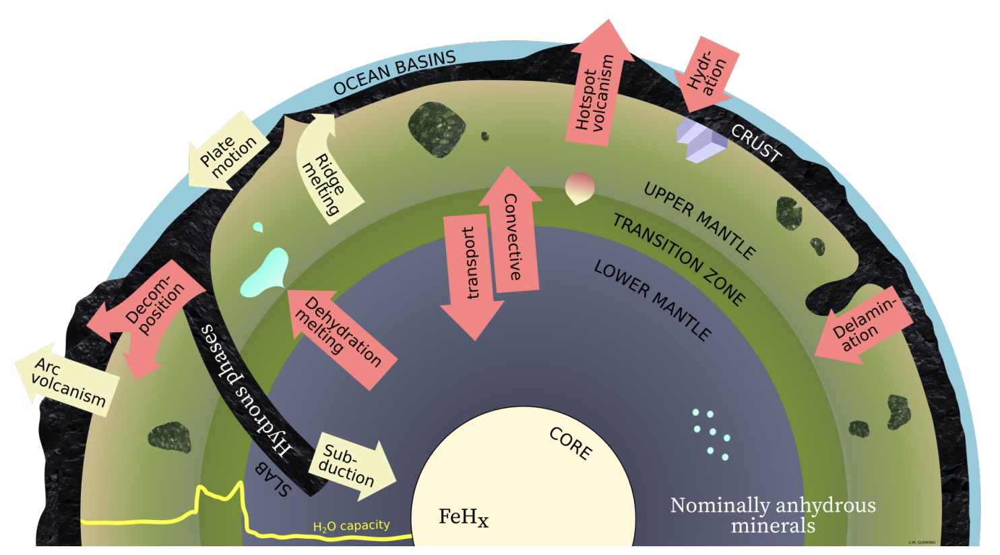 OCEAN BASINS
Hotspot
volcanism
Hydr-
ation
CRUST
Plate
motion
Ridge
melting
UPPER MANTLE
TRANSITION ZONE
LOWER MANTLE
Convective
transport
Decom-
position
Dehydration
melting
Delamin-
ation
Arc
volcanism
Hydrous phases
SLAB
Sub-
duction
CORE
FeHx
H2O capacity
Nominally anhydrous
minerals
C.M. GUIMOND